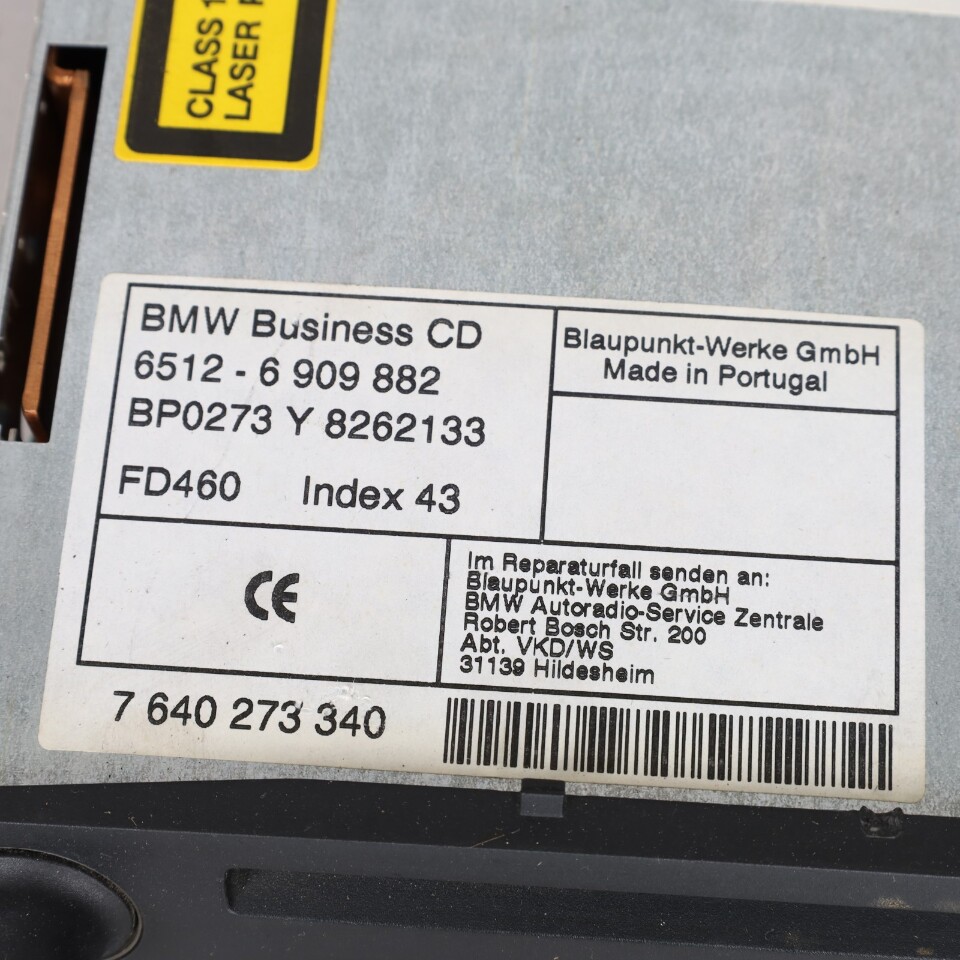 CLASS 1
LASER
BMW Business CD
6512 - 6 909 882
BP0273 Y 8262133
FD460 Index 43
Blaupunkt-Werke GmbH
Made in Portugal
CE
Im Reparaturfall senden an:
Blaupunkt-Werke GmbH
BMW Autoradio-Service Zentrale
Robert Bosch Str. 200
Abt. VKD/WS
31139 Hildesheim
7 640 273 340